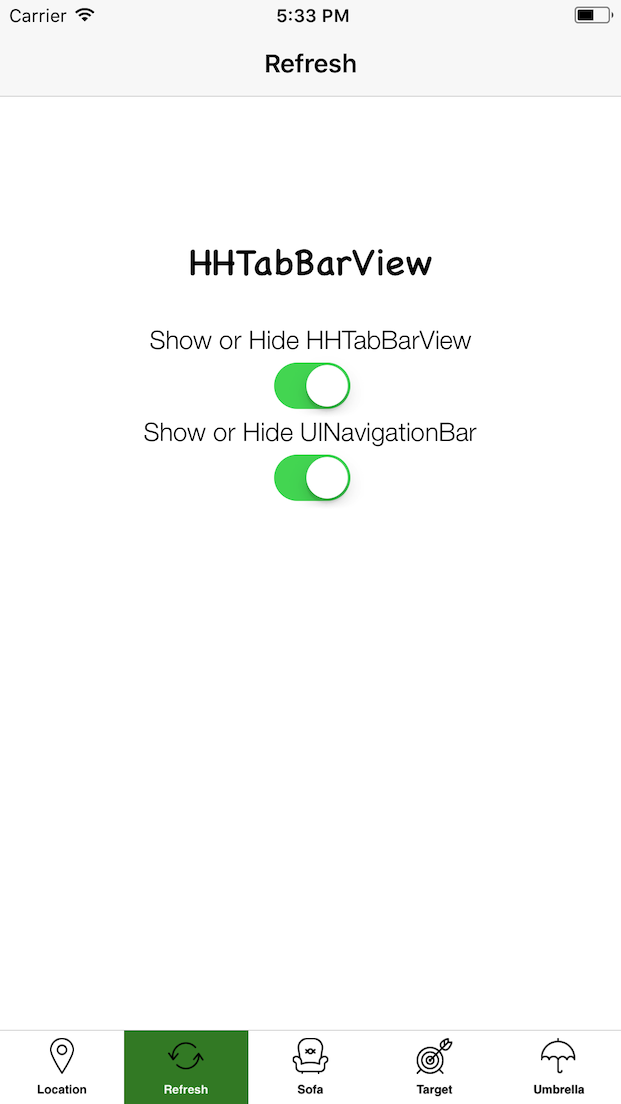 Carrier 5:33 PM
Refresh
HHTabBarView
Show or Hide HHTabBarView
Show or Hide UINavigationBar
Location Refresh Sofa Target Umbrella